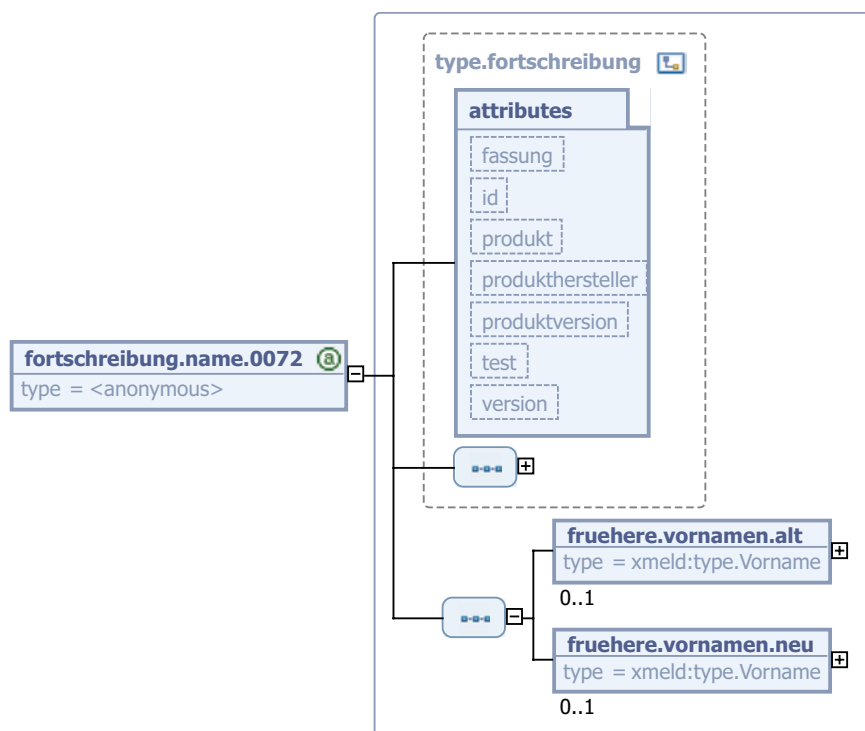 type.fortschreibung
attributes
fassung
id
produkt
produkthersteller
produktversion
test
version
fortschreibung.name.0072 @
type = <anonymous>
fruehere.vornamen.alt
type = xmeld:type.Vorname
0..1
fruehere.vornamen.neu
type = xmeld:type.Vorname
0..1